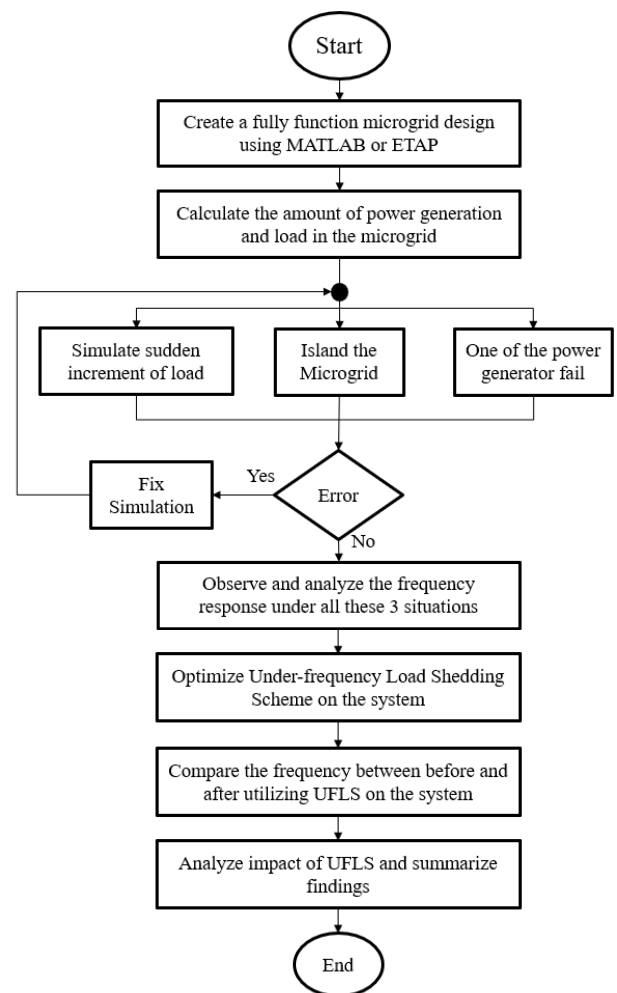 Start
Create a fully function microgrid design
using MATLAB or ETAP
Calculate the amount of power generation
and load in the microgrid
Simulate sudden
increment of load
Island the
Microgrid
One of the power
generator fail
Yes
Fix
Simulation
Error
No
Observe and analyze the frequency
response under all these 3 situations
Optimize Under-frequency Load Shedding
Scheme on the system
Compare the frequency between before and
after utilizing UFLS on the system
Analyze impact of UFLS and summarize
findings
End